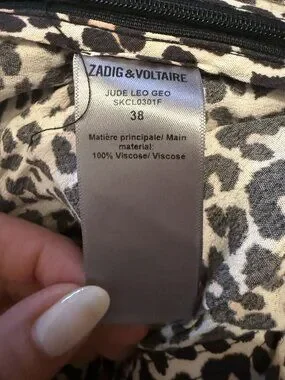 ZADIG & VOLTAIRE
JUDE LEO GEO
SKCL0301F
38
Matière principale/ Main
material:
100% Viscose/ Viscose